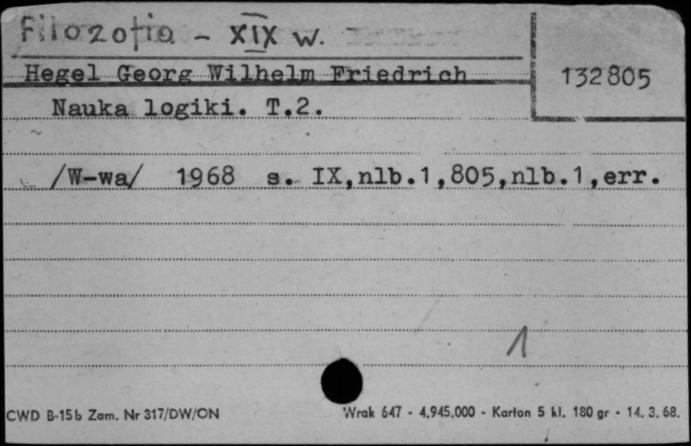 Filozofia - XIX w.
Hegel Georg Wilhelm Friedrich
132805
Nauka logiki. T.2.
/W-wa/ 1968 s. IX,nlb.1,805,nlb.1,err.
1
CWD B-15b Zam. Nr 317/DW/ON
Wrak 647 - 4.945.000 - Karton 5 kl. 180 gr - 14. 3. 68.